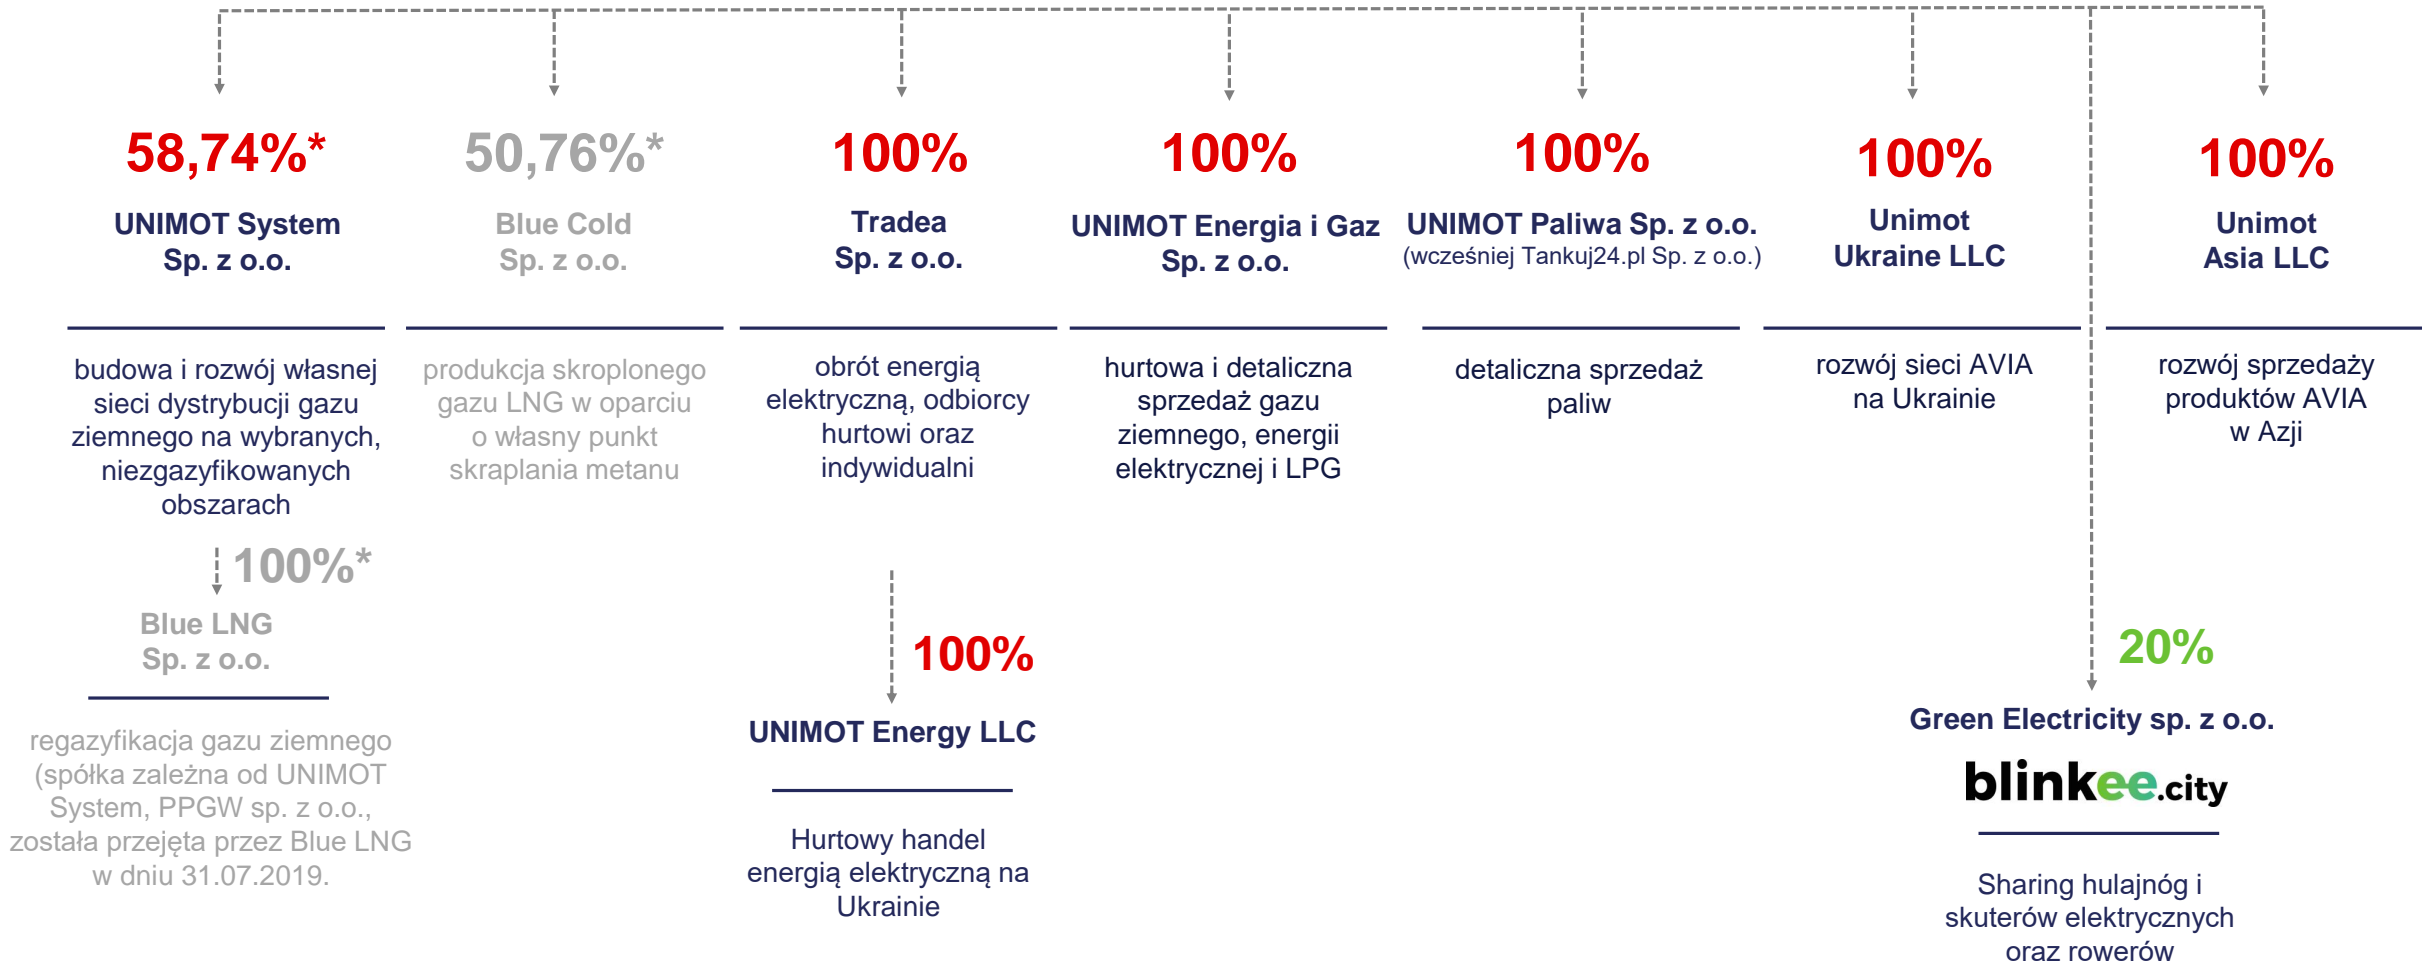 58,74%*
UNIMOT System
Sp. z o.o.
budowa i rozwój własnej
sieci dystrybucji gazu
ziemnego na wybranych,
niezgazyfikowanych
obszarach
100%*
Blue LNG
Sp. z o.o.
regazyfikacja gazu ziemnego
(spółka zależna od UNIMOT
System, PPGW sp. z o.o.,
została przejęta przez Blue LNG
w dniu 31.07.2019.
50,76%*
Blue Cold
Sp. z o.o.
produkcja skroplonego
gazu LNG w oparciu
o własny punkt
skraplania metanu
100%
Tradea
Sp. z o.o.
obrót energią
elektryczną, odbiorcy
hurtowi oraz
indywidualni
100%
UNIMOT Energy LLC
Hurtowy handel
energią elektryczną na
Ukrainie
100%
UNIMOT Energia i Gaz
Sp. z o.o.
hurtowa i detaliczna
sprzedaż gazu
ziemnego, energii
elektrycznej i LPG
100%
UNIMOT Paliwa Sp. z o.o.
(wcześniej Tankuj24.pl Sp. z o.o.)
detaliczna sprzedaż
paliw
100%
Unimot
Ukraine LLC
rozwój sieci AVIA
na Ukrainie
100%
Unimot
Asia LLC
rozwój sprzedaży
produktów AVIA
w Azji
20%
Green Electricity sp. z o.o.
blinkee.city
Sharing hulajnóg i
skuterów elektrycznych
oraz rowerów